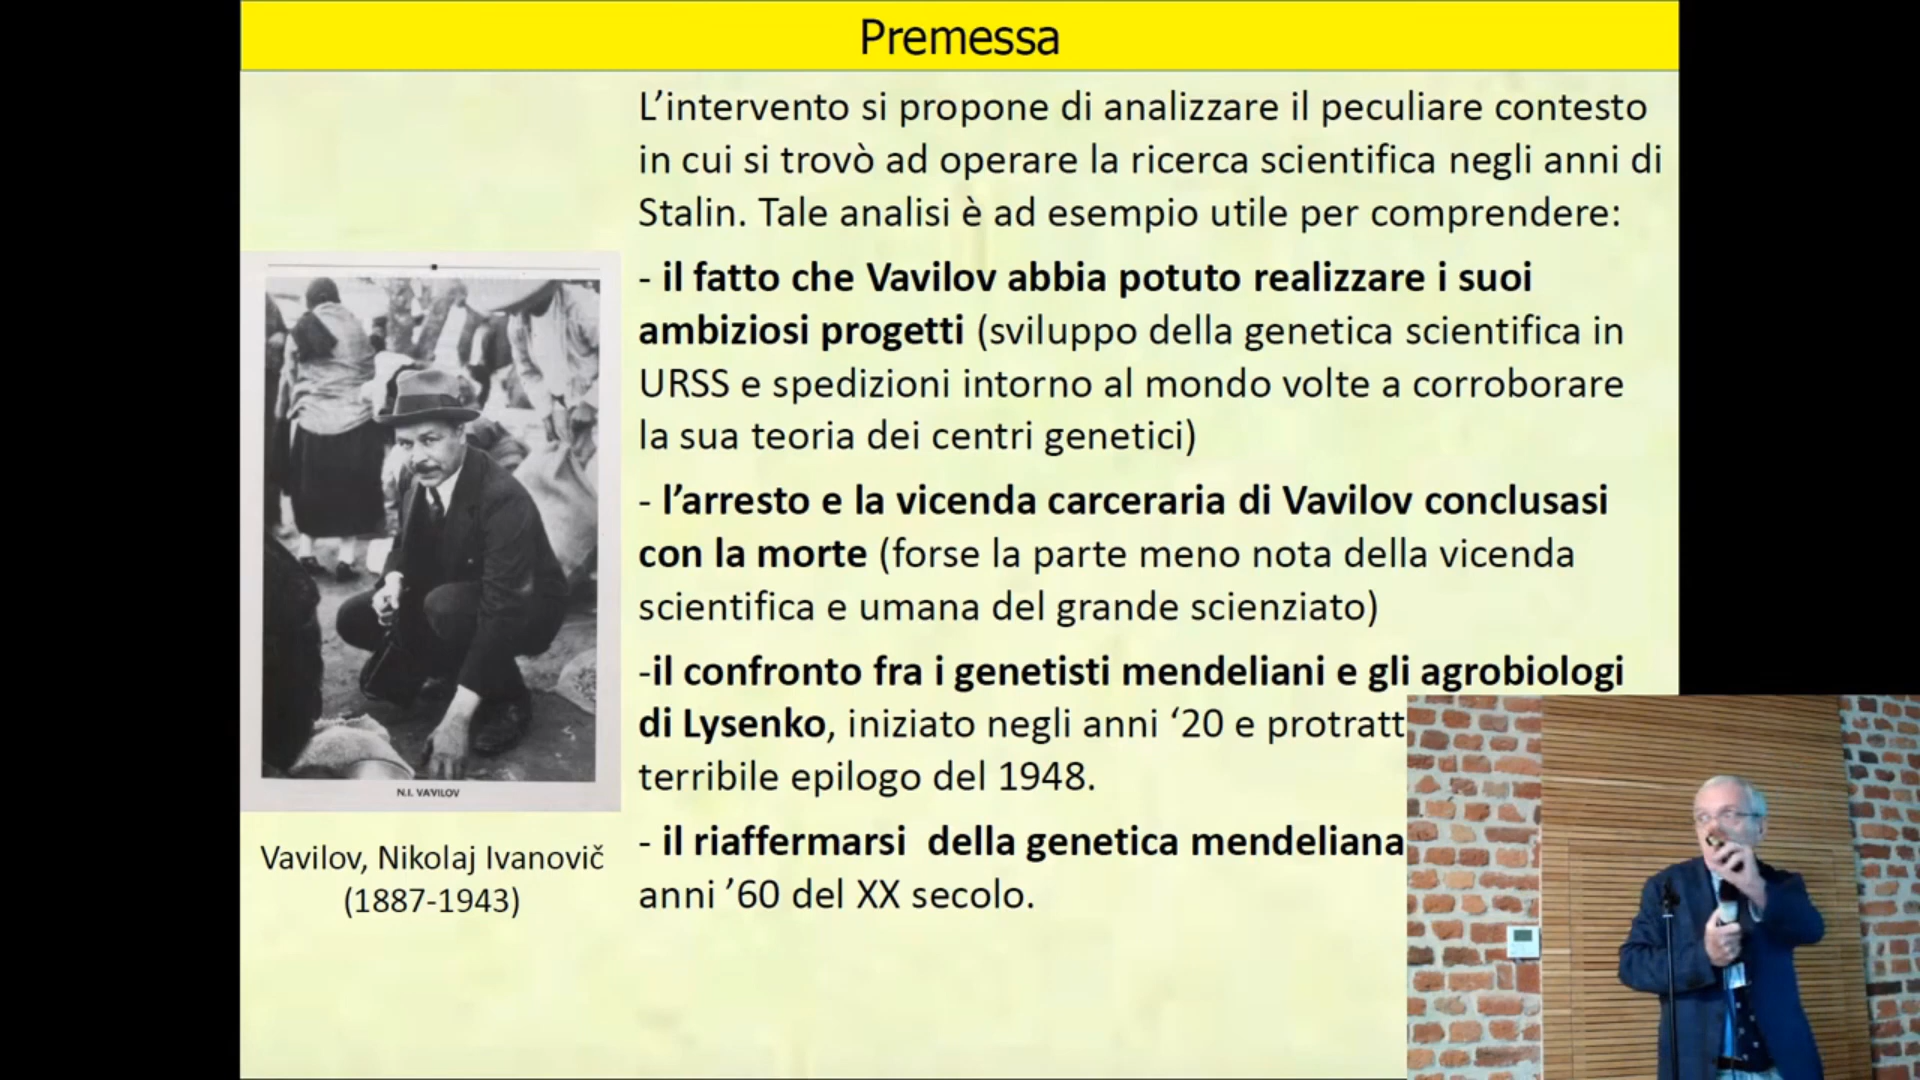 Premessa
L’intervento si propone di analizzare il peculiare contesto
in cui si trovò ad operare la ricerca scientifica negli anni di
Stalin. Tale analisi è ad esempio utile per comprendere:
- il fatto che Vavilov abbia potuto realizzare i suoi
ambiziosi progetti (sviluppo della genetica scientifica in
URSS e spedizioni intorno al mondo volte a corroborare
la sua teoria dei centri genetici)
- l’arresto e la vicenda carceraria di Vavilov conclusasi
con la morte (forse la parte meno nota della vicenda
scientifica e umana del grande scienziato)
-il confronto fra i genetisti mendeliani e gli agrobiologi
di Lysenko, iniziato negli anni ‘20 e protratt
terribile epilogo del 1948.
- il riaffermarsi  della genetica mendeliana
anni ’60 del XX secolo.
N.I. VAVILOV
Vavilov, Nikolaj Ivanovič
(1887-1943)